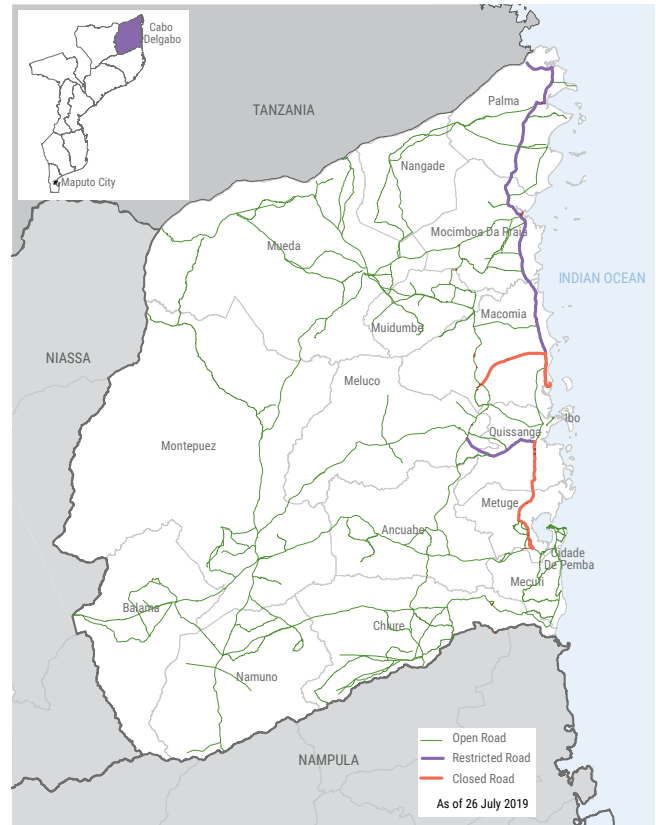 Cabo
Delgabo
Maputo City
TANZANIA
Palma
Nangade
Mocimboa Da Praia
Mueda
INDIAN OCEAN
Macomia
Muidumbe
NIASSA
Meluco
Ibo
Quissanga
Montepuez
Metuge
Ancuabe
Cidade
De Pemba
Mecufi
Balama
Chiure
Namuno
NAMPULA
Open Road
Restricted Road
Closed Road
As of 26 July 2019